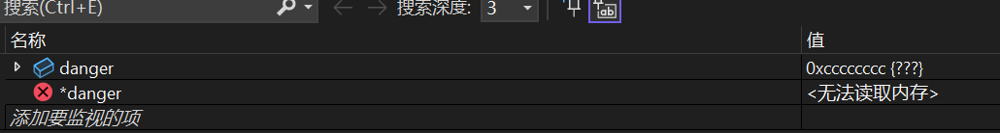 搜索(Ctrl+E)
搜索深度: 3
名称 值
danger 0xcccccccc {???}
*danger <无法读取内存>
添加要监视的项